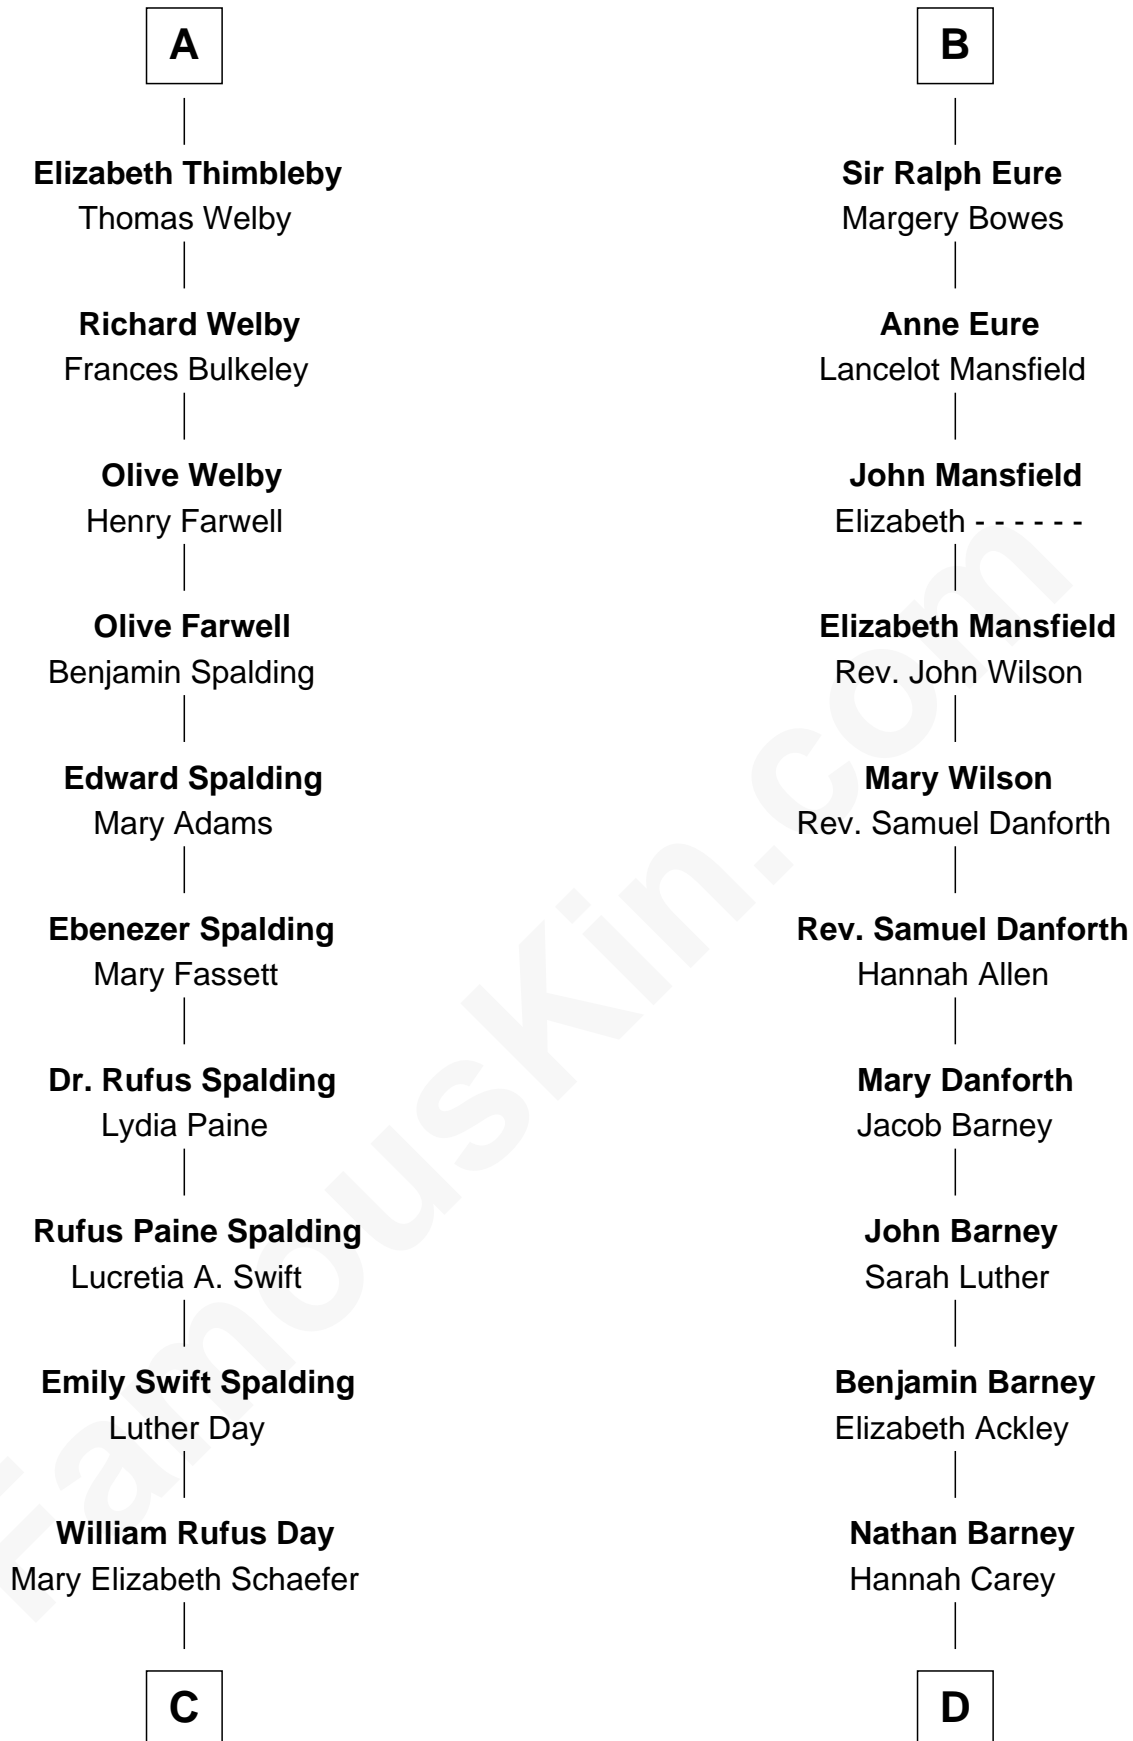 A
Elizabeth Thimbleby
Thomas Welby
Richard Welby
Frances Bulkeley
Olive Welby
Henry Farwell
Olive Farwell
Benjamin Spalding
Edward Spalding
Mary Adams
Ebenezer Spalding
Mary Fassett
Dr. Rufus Spalding
Lydia Paine
Rufus Paine Spalding
Lucretia A. Swift
Emily Swift Spalding
Luther Day
William Rufus Day
Mary Elizabeth Schaefer
C
B
Sir Ralph Eure
Margery Bowes
Anne Eure
Lancelot Mansfield
John Mansfield
Elizabeth - - - - - -
Elizabeth Mansfield
Rev. John Wilson
Mary Wilson
Rev. Samuel Danforth
Rev. Samuel Danforth
Hannah Allen
Mary Danforth
Jacob Barney
John Barney
Sarah Luther
Benjamin Barney
Elizabeth Ackley
Nathan Barney
Hannah Carey
D
FamousKin.com